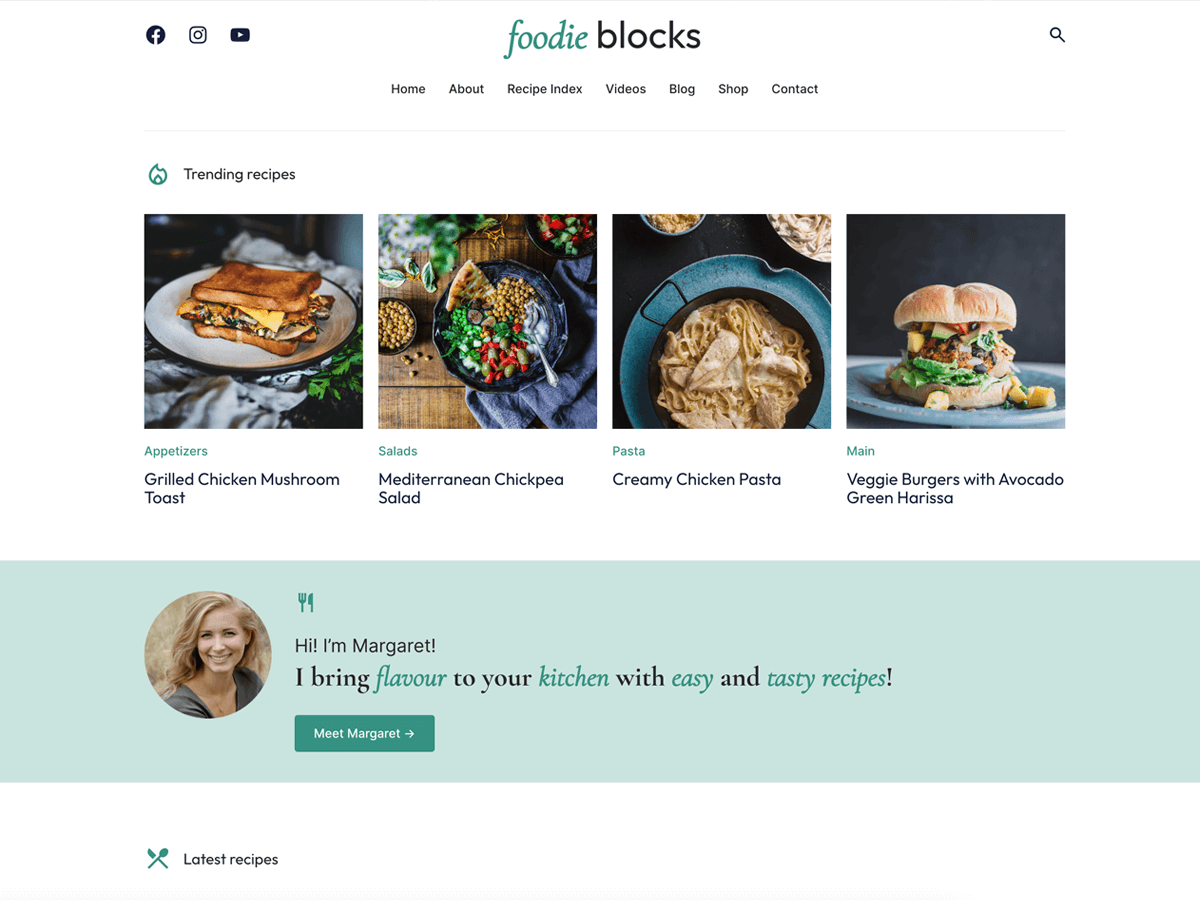 foodie blocks
Home About Recipe Index Videos Blog Shop Contact
Trending recipes
Appetizers
Grilled Chicken Mushroom
Toast
Salads
Mediterranean Chickpea
Salad
Pasta
Creamy Chicken Pasta
Main
Veggie Burgers with Avocado
Green Harissa
Hi! I’m Margaret!
I bring flavour to your kitchen with easy and tasty recipes!
Meet Margaret →
Latest recipes